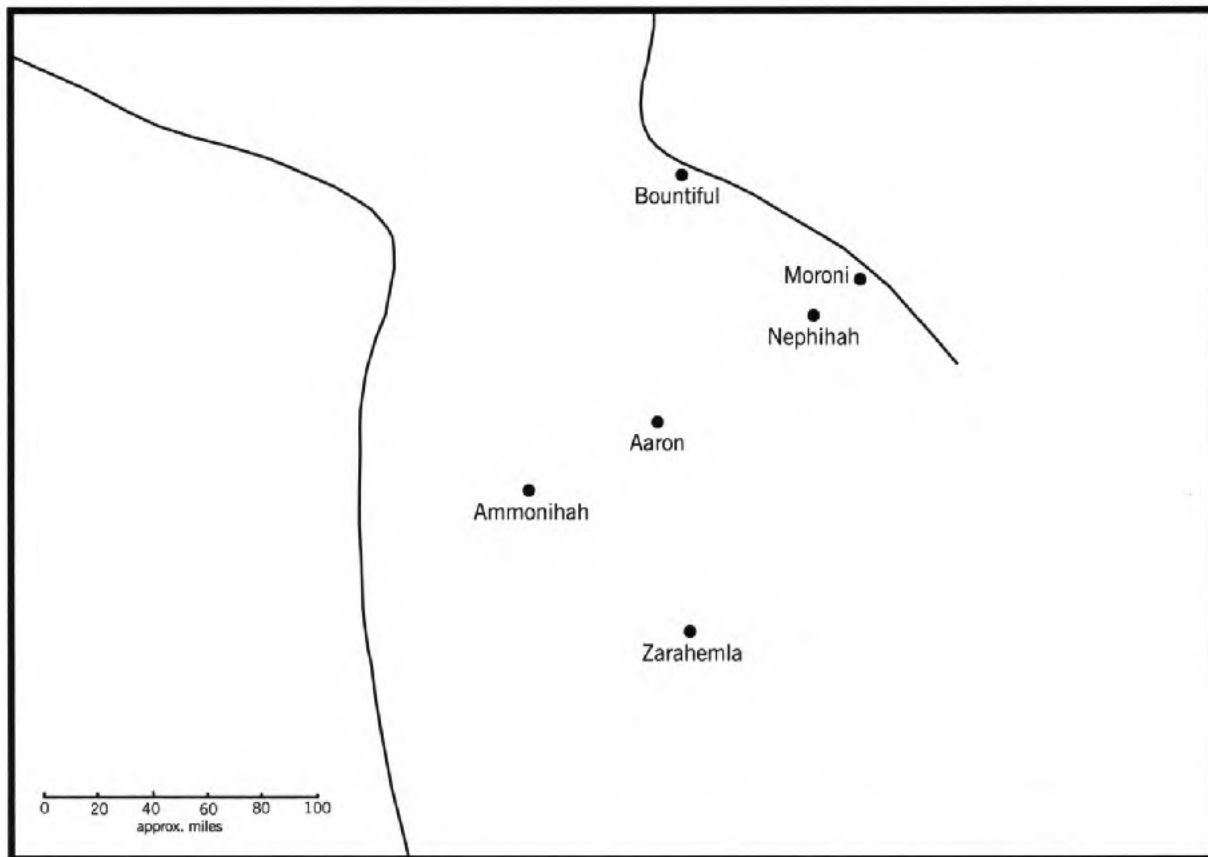 Bountiful
Moroni
Nephihah
Aaron
Ammonihah
Zarahemla
0 20 40 60 80 100
approx. miles